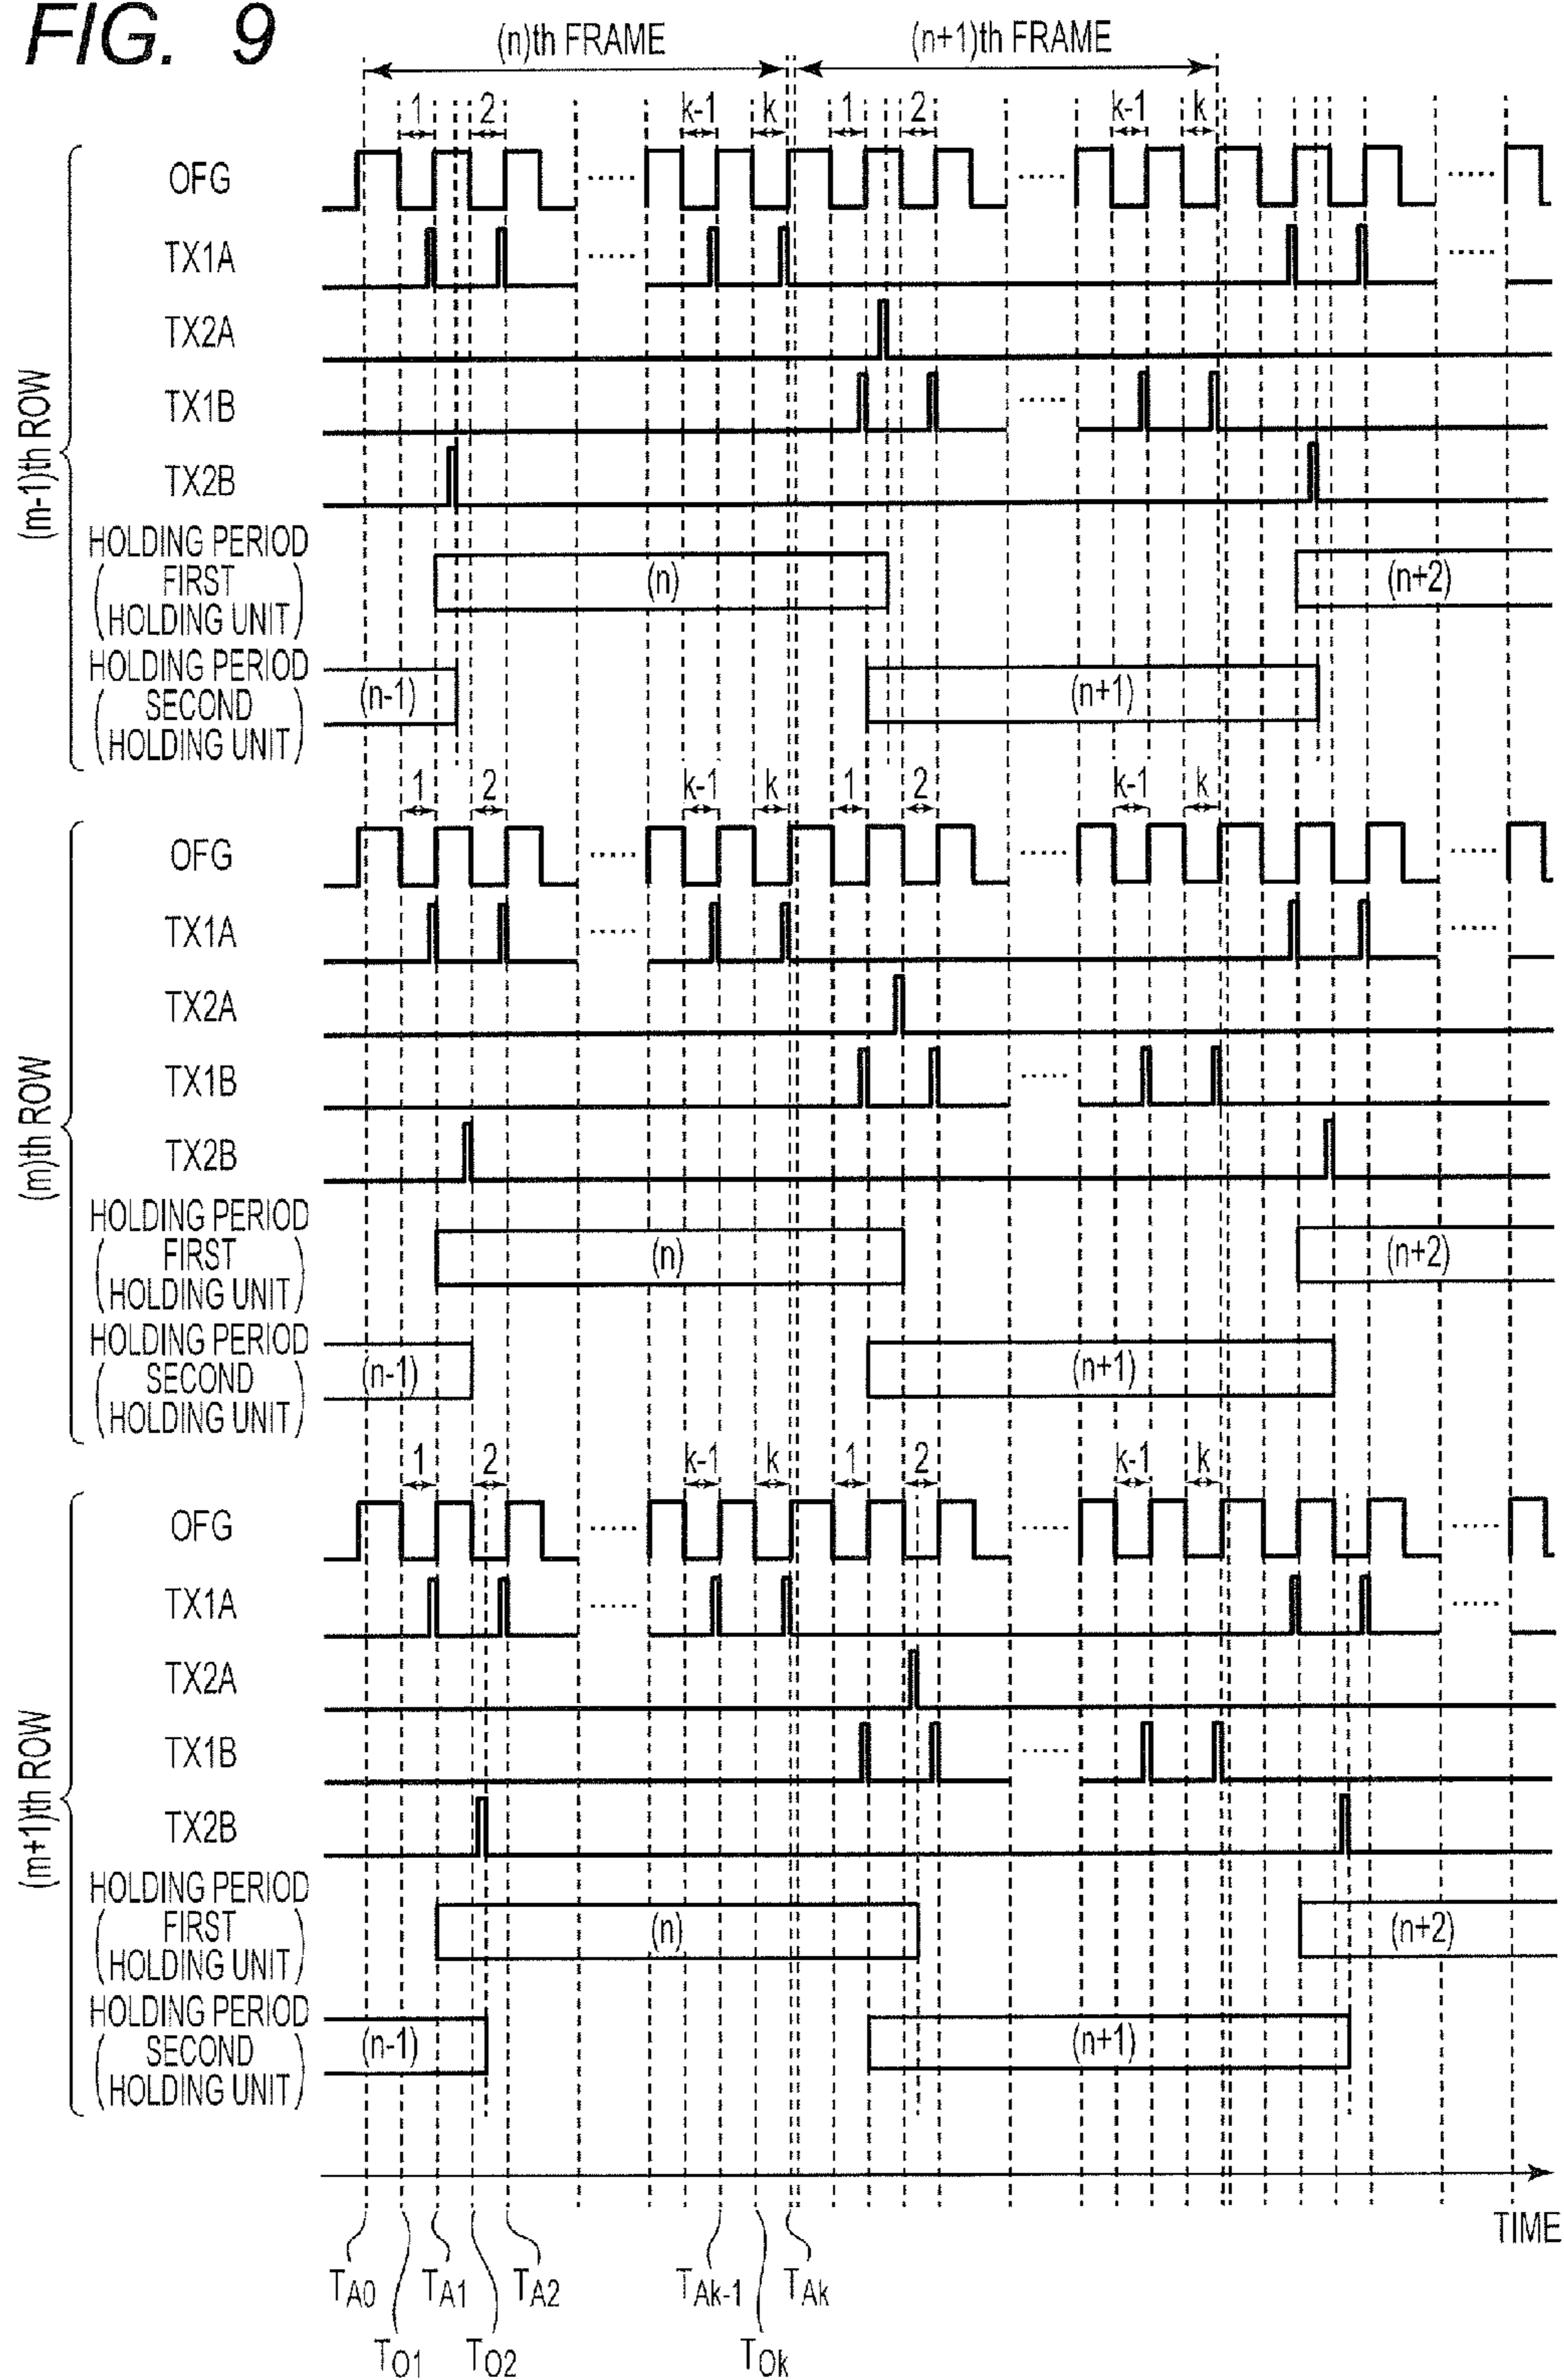 FIG. 9
(n)th FRAME (n+1)th FRAME
1 2 k-1 k 1 2 k-1 k
(m-1)th ROW
OFG ..... ..... .....
TX1A ..... .....
TX2A
TX1B .....
TX2B
HOLDING PERIOD
(FIRST
HOLDING UNIT)
(n) (n+2)
HOLDING PERIOD
(SECOND
HOLDING UNIT)
(n-1) (n+1)
1 2 k-1 k 1 2 k-1 k
(m)th ROW
OFG ..... ..... .....
TX1A ..... .....
TX2A
TX1B .....
TX2B
HOLDING PERIOD
(FIRST
HOLDING UNIT)
(n) (n+2)
HOLDING PERIOD
(SECOND
HOLDING UNIT)
(n-1) (n+1)
1 2 k-1 k 1 2 k-1 k
(m+1)th ROW
OFG ..... ..... .....
TX1A ..... .....
TX2A
TX1B .....
TX2B
HOLDING PERIOD
(FIRST
HOLDING UNIT)
(n) (n+2)
HOLDING PERIOD
(SECOND
HOLDING UNIT)
(n-1) (n+1)
TIME
TA0 TA1 TA2 TAk-1 TAk
TO1 TO2 TOk